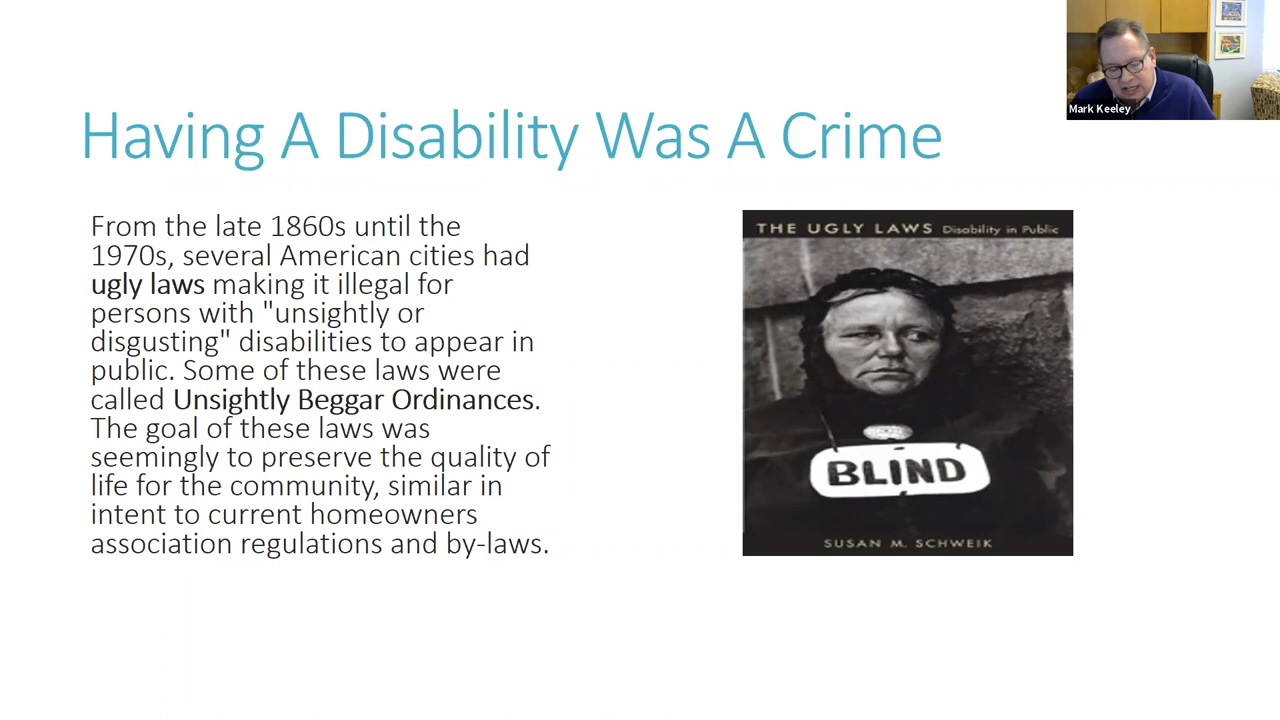 Mark Keeley
Having A Disability Was A Crime
From the late 1860s until the
1970s, several American cities had
ugly laws making it illegal for
persons with "unsightly or
disgusting" disabilities to appear in
public. Some of these laws were
called Unsightly Beggar Ordinances.
The goal of these laws was
seemingly to preserve the quality of
life for the community, similar in
intent to current homeowners
association regulations and by-laws.
THE UGLY LAWS Disability in Public
BLIND
SUSAN M. SCHWEIK